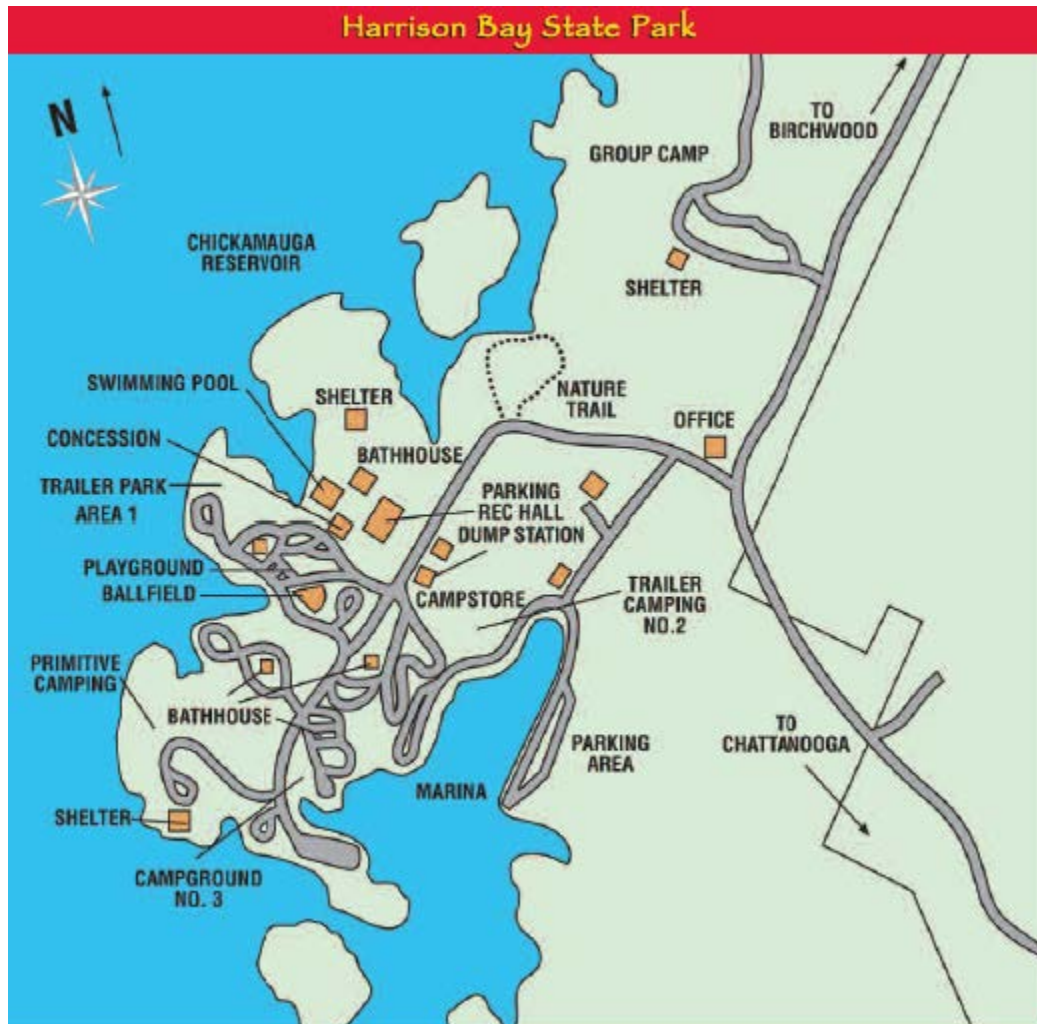 Harrison Bay State Park
N
TO
BIRCHWOOD
GROUP CAMP
CHICKAMAUGA
RESERVOIR
SHELTER
SWIMMING POOL
SHELTER
NATURE
TRAIL
OFFICE
CONCESSION
BATHHOUSE
TRAILER PARK
AREA 1
PARKING
REC HALL
DUMP STATION
PLAYGROUND
BALLFIELD
CAMPSTORE
TRAILER
CAMPING
NO.2
PRIMITIVE
CAMPING
BATHHOUSE
TO
CHATTANOOGA
PARKING
AREA
MARINA
SHELTER
CAMPGROUND
NO. 3